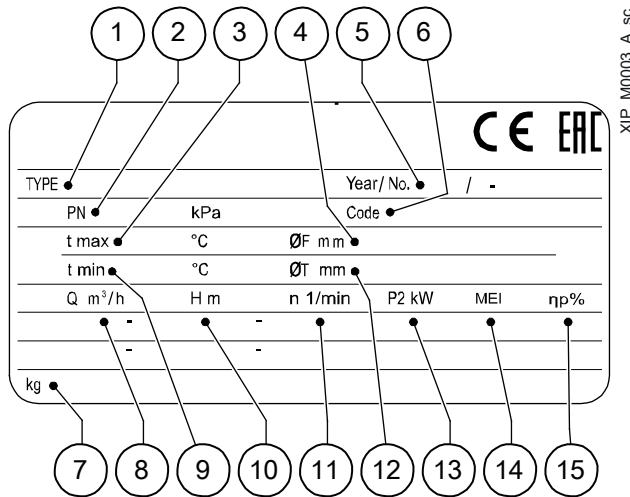 1 2 3 4 5 6
XIP_M0003_A_sc
CE EAC
TYPE Year/No. / -
PN kPa Code
t max °C ØF mm
t min °C ØT mm
Q m³/h H m n 1/min P2 kW MEI ηp%
- -
- -
kg
7 8 9 10 11 12 13 14 15